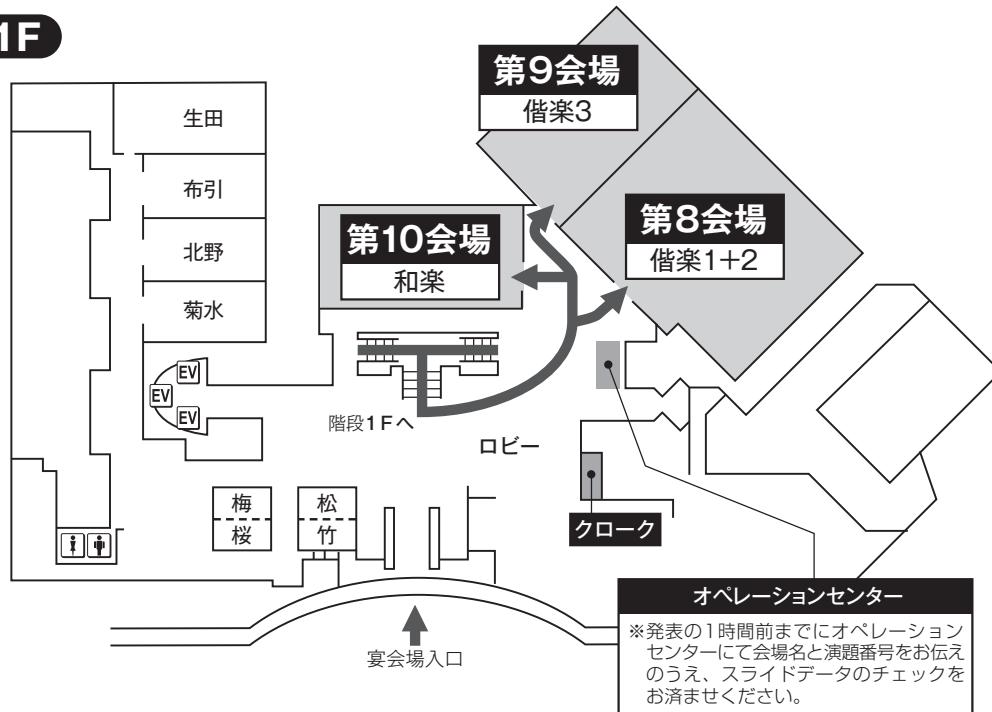 1F
第9会場
偕楽3
生田
布引
第10会場
和楽
第8会場
偕楽1+2
北野
菊水
EV
EV
EV
階段1Fへ
ロビー
梅
桜
松
竹
クローク
オペレーションセンター
※発表の1時間前までにオペレーション
センターにて会場名と演題番号をお伝え
のうえ、スライドデータのチェックを
お済ませください。
宴会場入口